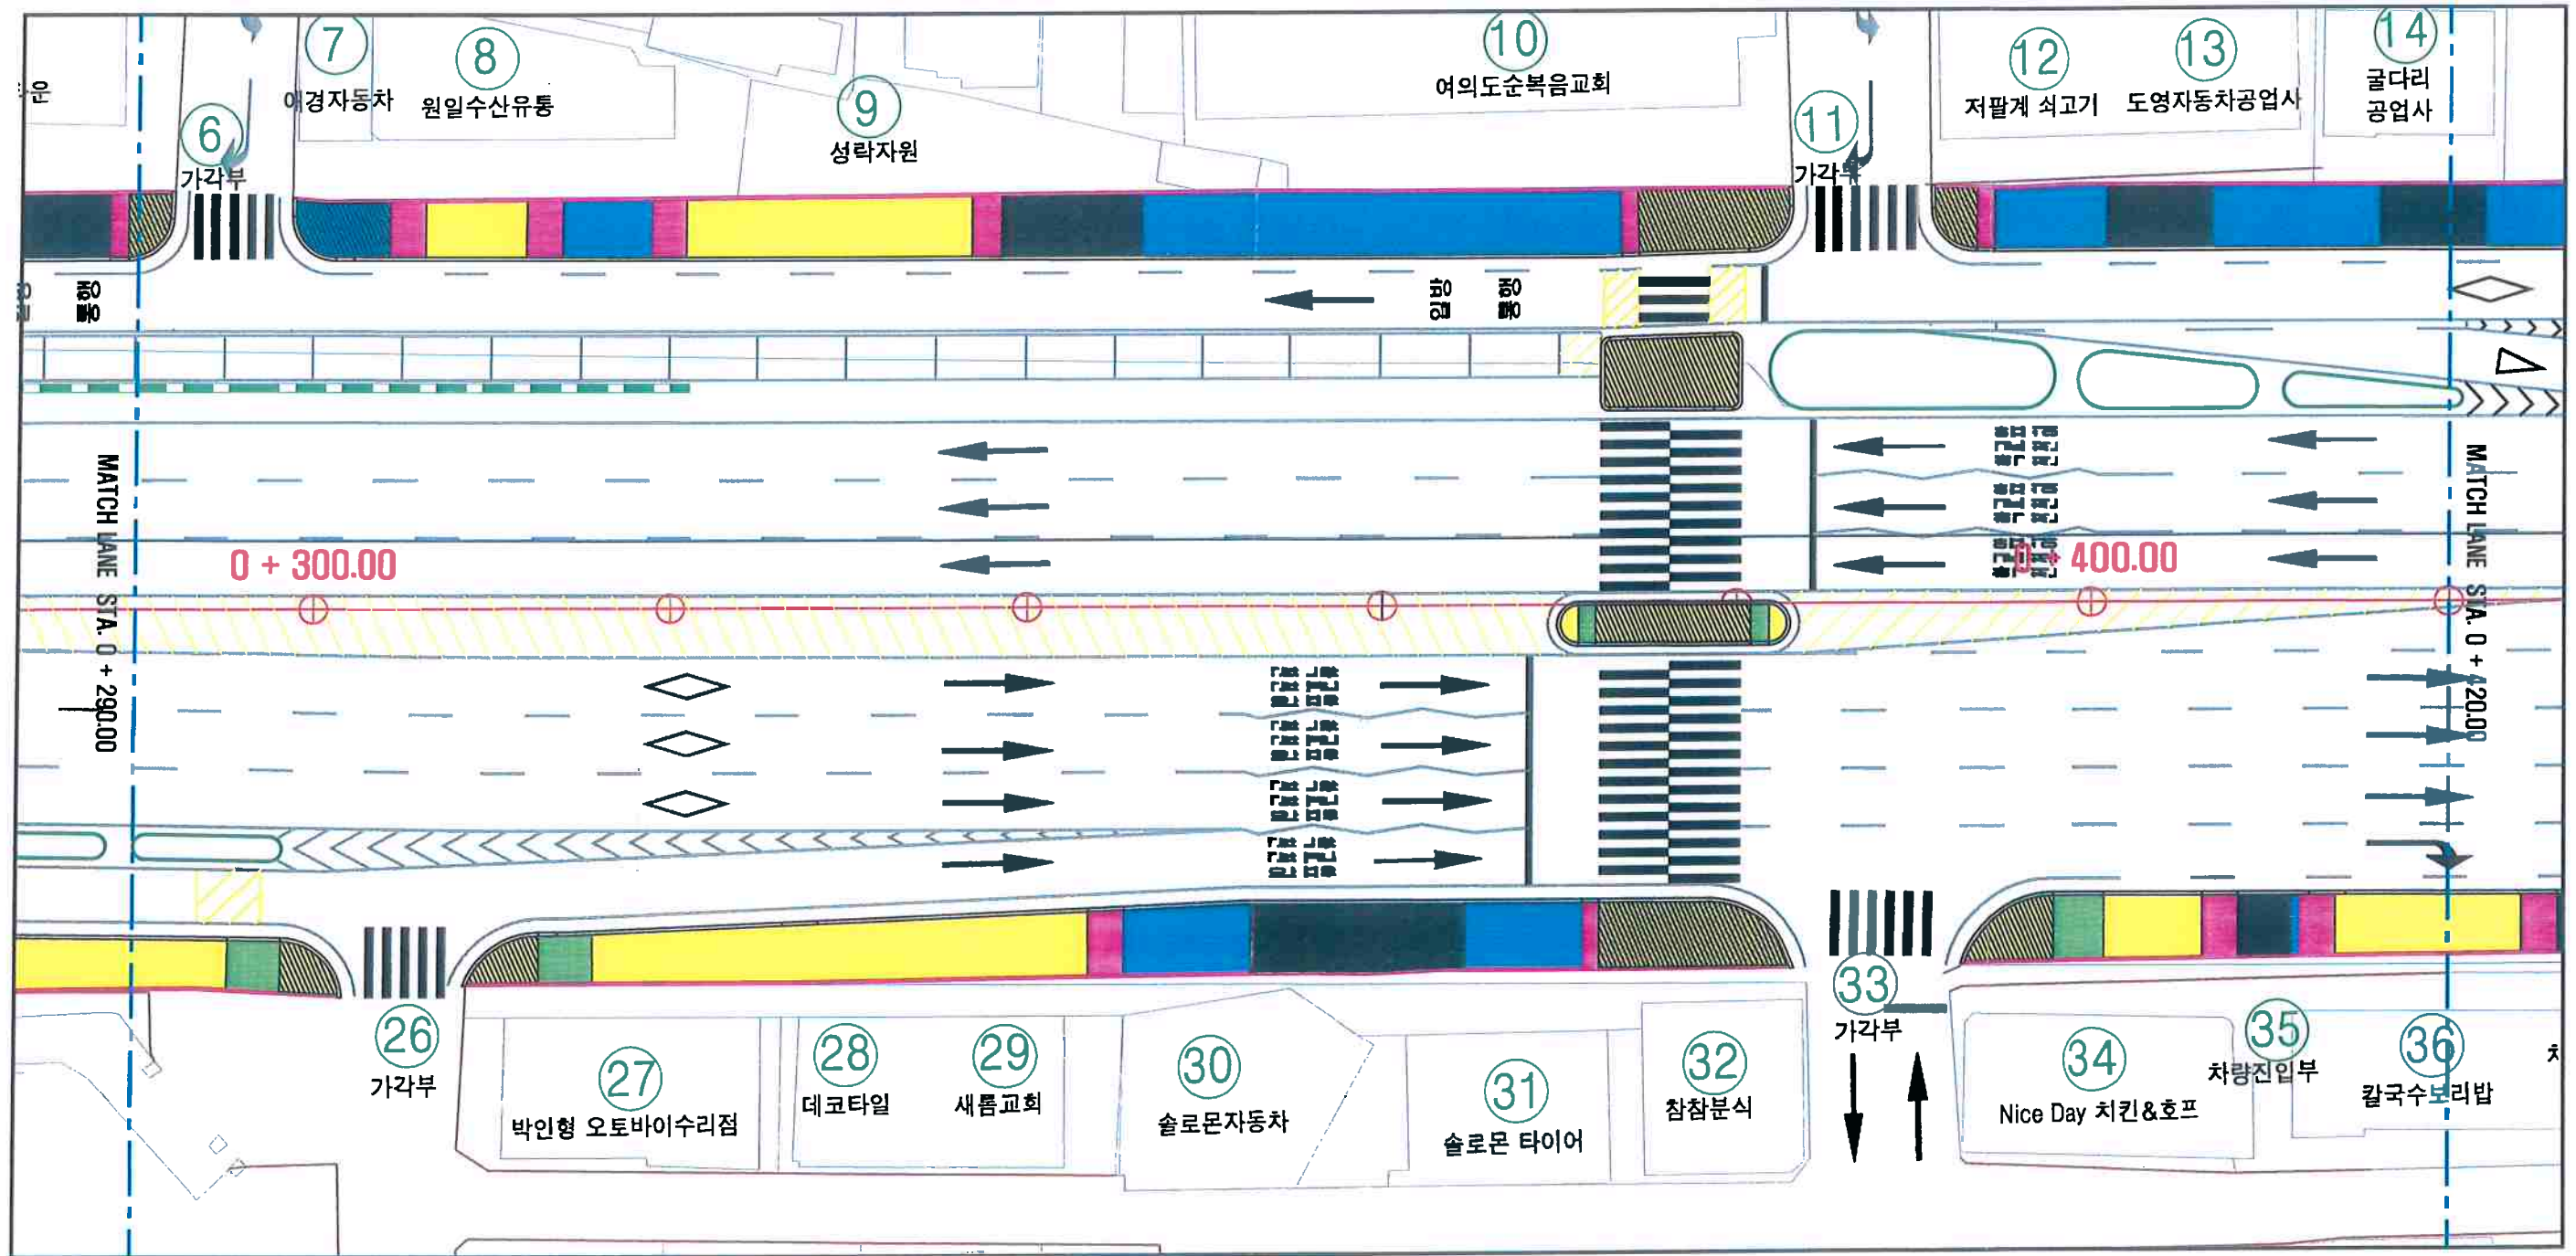 7
애경자동차
8
원일수산유통
9
성락자원
10
여의도순복음교회
11
가각부
12
저팔계 쇠고기
13
도영자동차공업사
14
굴다리
공업사
6
가각부
통행
일방
통행
MATCH LANE STA. 0 + 290.00
0 + 300.00
0 + 400.00
MATCH LANE STA. 0 + 420.00
26
가각부
27
박인형 오토바이수리점
28
데코타일
29
새롬교회
30
솔로몬자동차
31
솔로몬 타이어
32
참참분식
33
가각부
34
Nice Day 치킨&호프
35
차량진입부
36
칼국수보리밥